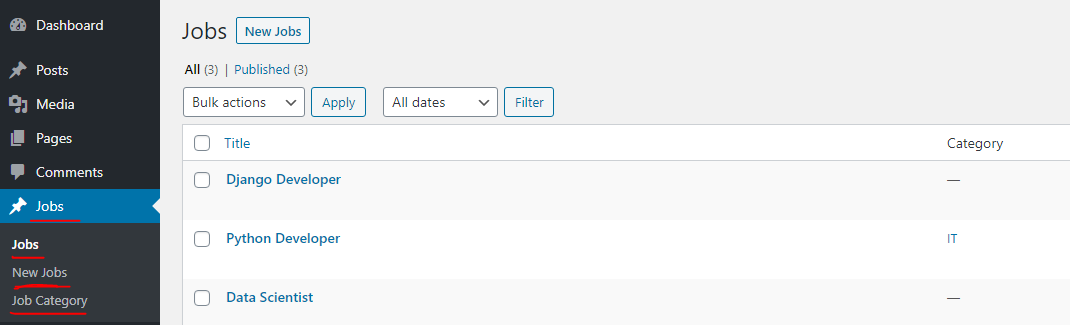 Dashboard
Posts
Media
Pages
Comments
Jobs
Jobs
New Jobs
Job Category
Jobs New Jobs
All (3) | Published (3)
Bulk actions Apply All dates Filter
Title Category
Django Developer —
Python Developer IT
Data Scientist —